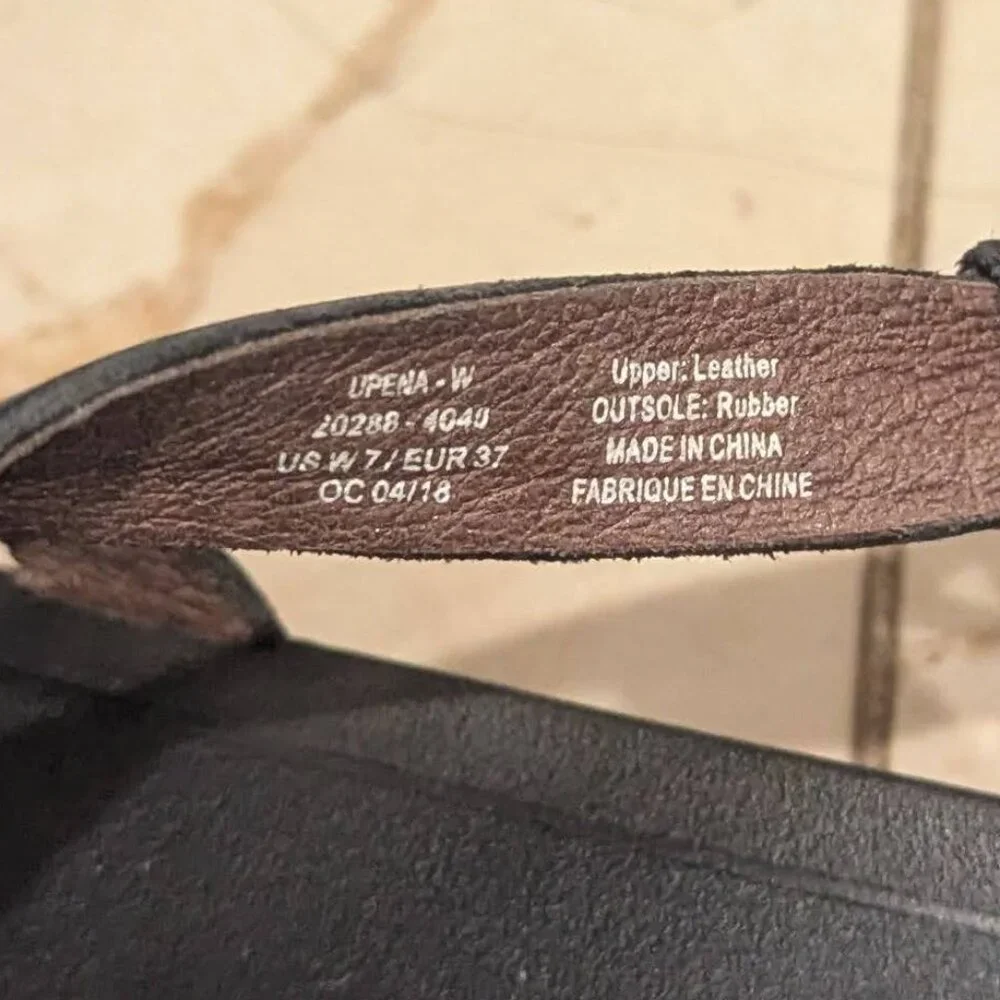 UPENA - W
20288 - 4040
US W 7 / EUR 37
OC 04/18
Upper: Leather
OUTSOLE: Rubber
MADE IN CHINA
FABRIQUE EN CHINE